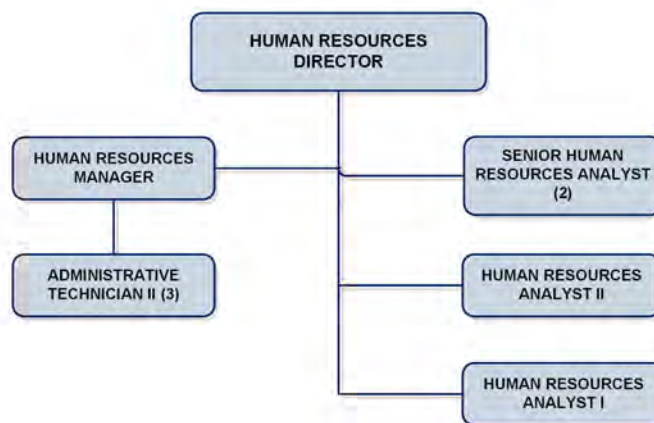 HUMAN RESOURCES
DIRECTOR
HUMAN RESOURCES
MANAGER
SENIOR HUMAN
RESOURCES ANALYST
(2)
ADMINISTRATIVE
TECHNICIAN II (3)
HUMAN RESOURCES
ANALYST II
HUMAN RESOURCES
ANALYST I